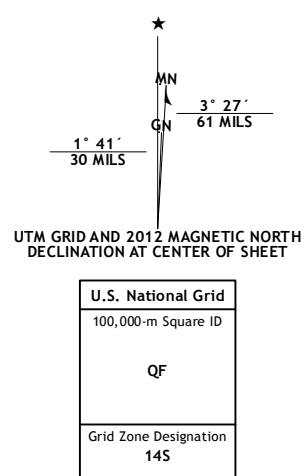 ★
MN
3° 27´
61 MILS
GN
1° 41´
30 MILS
UTM GRID AND 2012 MAGNETIC NORTH
DECLINATION AT CENTER OF SHEET
U.S. National Grid
100,000-m Square ID
QF
Grid Zone Designation
14S